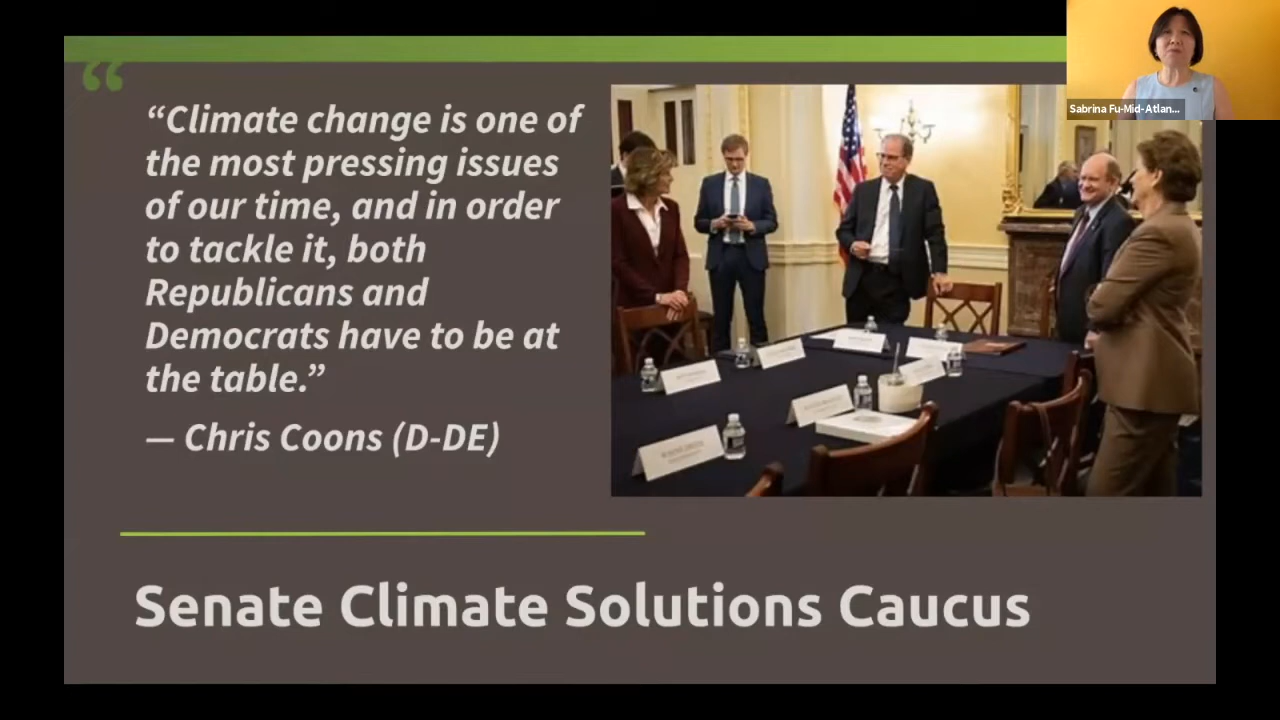 “Climate change is one of
the most pressing issues
of our time, and in order
to tackle it, both
Republicans and
Democrats have to be at
the table.”
— Chris Coons (D-DE)
Senate Climate Solutions Caucus
Sabrina Fu-Mid-Atlan...